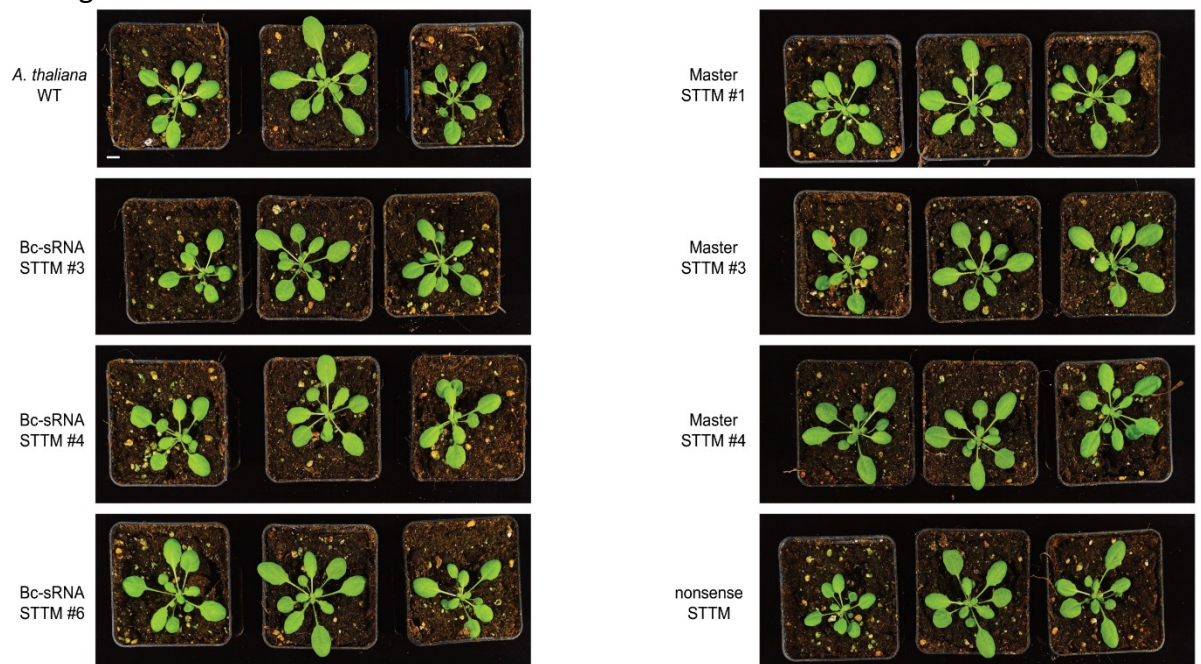 A. thaliana
WT
Bc-sRNA
STTM #3
Bc-sRNA
STTM #4
Bc-sRNA
STTM #6
Master
STTM #1
Master
STTM #3
Master
STTM #4
nonsense
STTM